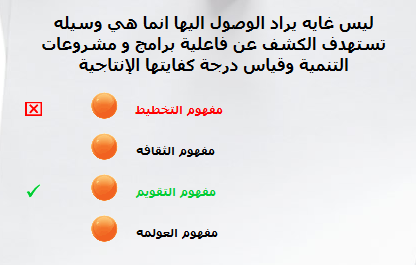 ليس غايه يراد الوصول اليها انما هي وسيله
تستهدف الكشف عن فاعلية برامج و مشروعات
التنمية وقياس درجة كفايتها الإنتاجية
مفهوم التخطيط
مفهوم الثقافه
مفهوم التقويم
مفهوم العولمه